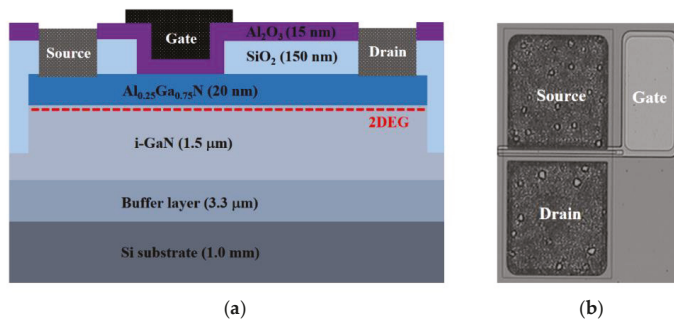 Gate
Al₂O₃ (15 nm)
Source
SiO₂ (150 nm)
Drain
Al₀.₂₅Ga₀.₇₅N (20 nm)
2DEG
i-GaN (1.5 μm)
Buffer layer (3.3 μm)
Si substrate (1.0 mm)
(a)
Source
Gate
Drain
(b)